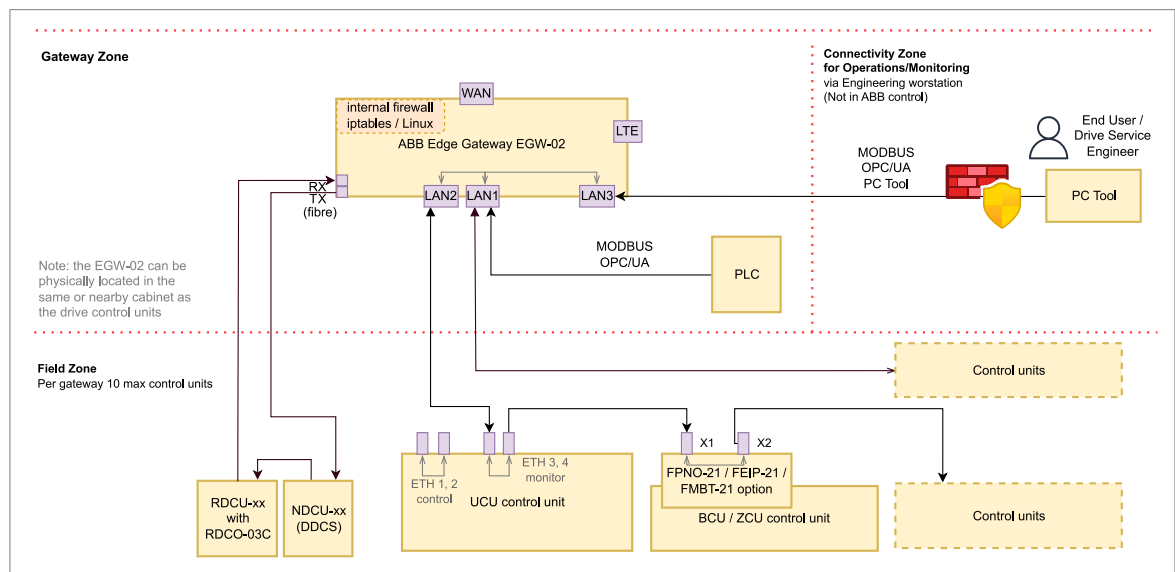 Gateway Zone
Connectivity Zone
for Operations/Monitoring
via Engineering worstation
(Not in ABB control)
WAN
internal firewall
iptables / Linux
LTE
ABB Edge Gateway EGW-02
End User /
Drive Service
Engineer
MODBUS
OPC/UA
PC Tool
RX
TX
(fibre)
LAN2
LAN1
LAN3
PC Tool
MODBUS
OPC/UA
PLC
Note: the EGW-02 can be
physically located in the
same or nearby cabinet as
the drive control units
Field Zone
Per gateway 10 max control units
Control units
X1
X2
ETH 1, 2
control
ETH 3, 4
monitor
UCU control unit
FPNO-21 / FEIP-21 /
FMBT-21 option
BCU / ZCU control unit
Control units
RDCU-xx
with
RDCO-03C
NDCU-xx
(DDCS)